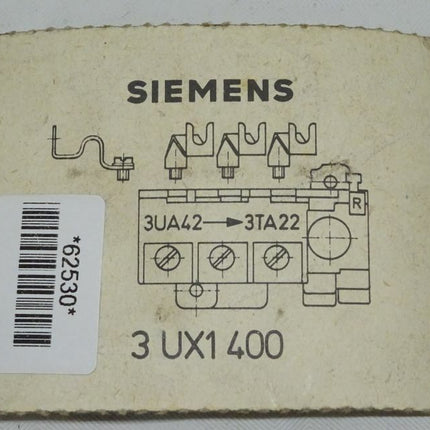 SIEMENS
R
3UA42→3TA22
*62530*
3 UX1 400